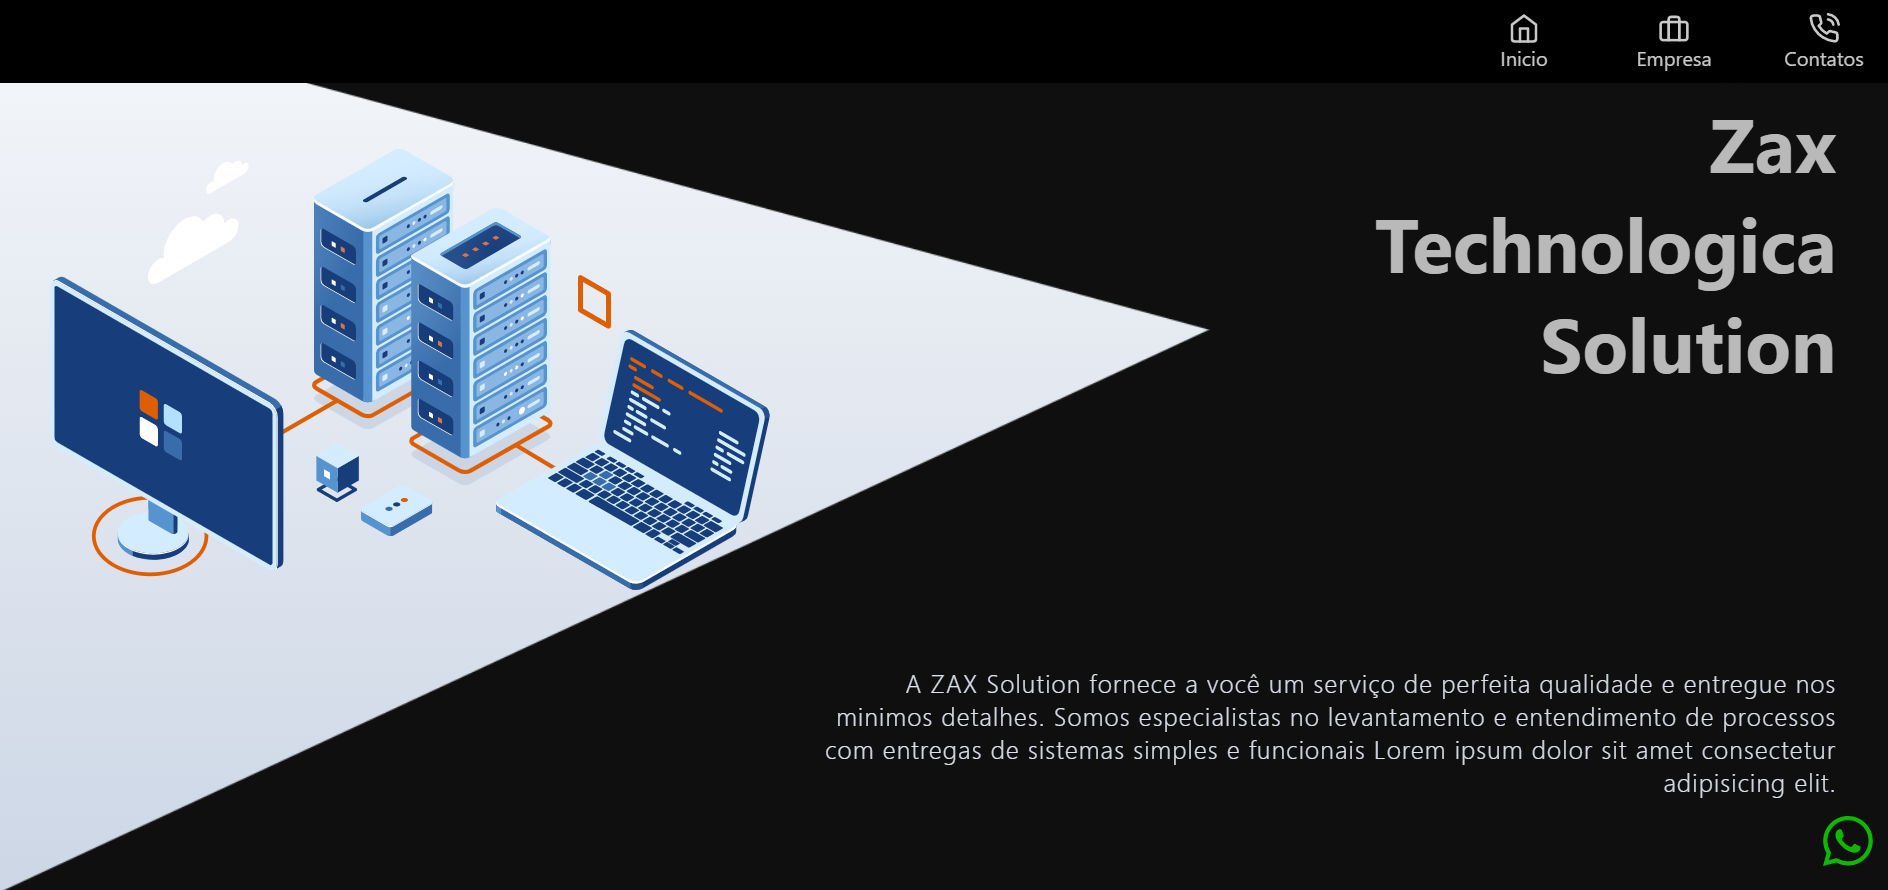 Inicio
Empresa
Contatos
Zax
Technologica
Solution
A ZAX Solution fornece a você um serviço de perfeita qualidade e entregue nos
minimos detalhes. Somos especialistas no levantamento e entendimento de processos
com entregas de sistemas simples e funcionais Lorem ipsum dolor sit amet consectetur
adipisicing elit.